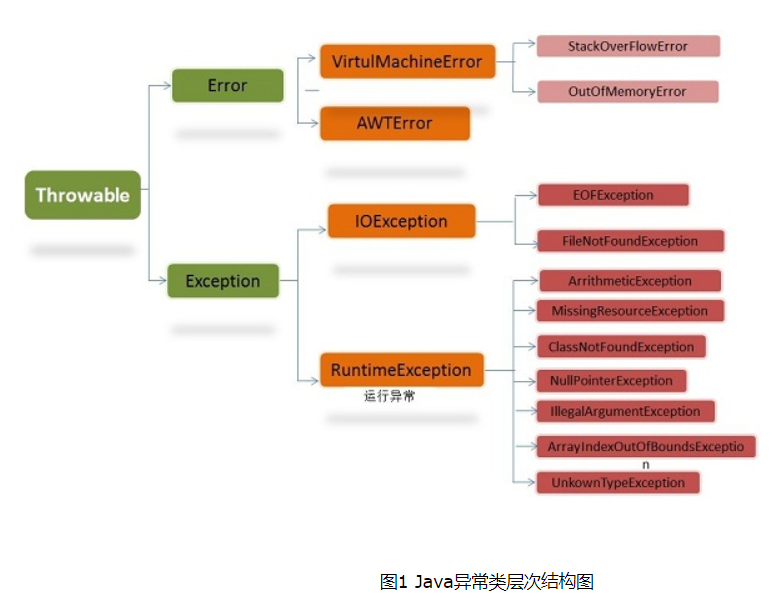 Throwable
Error
Exception
VirtulMachineError
AWTError
IOException
RuntimeException
运行异常
StackOverFlowError
OutOfMemoryError
EOFException
FileNotFoundException
ArrithmeticException
MissingResourceException
ClassNotFoundException
NullPointerException
IllegalArgumentException
ArrayIndexOutOfBoundsExceptio
n
UnkownTypeException
图1 Java异常类层次结构图